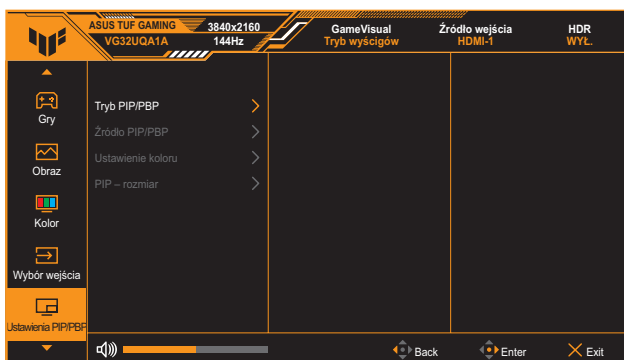 ASUS TUF GAMING
VG32UQA1A
3840x2160
144Hz
GameVisual
Tryb wyścigów
Źródło wejścia
HDMI-1
HDR
WYŁ.
Gry
Obraz
Kolor
Wybór wejścia
Ustawienia PIP/PBP
Tryb PIP/PBP
Źródło PIP/PBP
Ustawienie koloru
PIP – rozmiar
Back
Enter
Exit